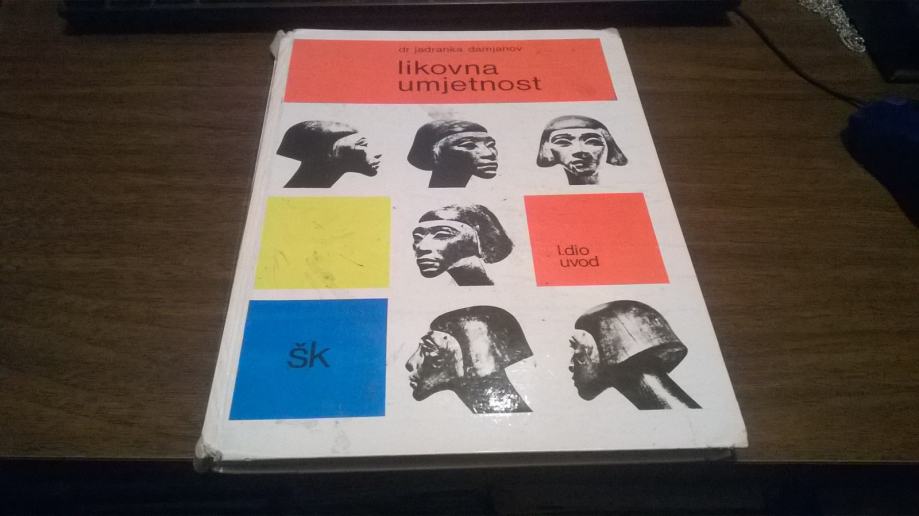 dr jadranka damjanov
likovna
umjetnost
I.dio
uvod
šk